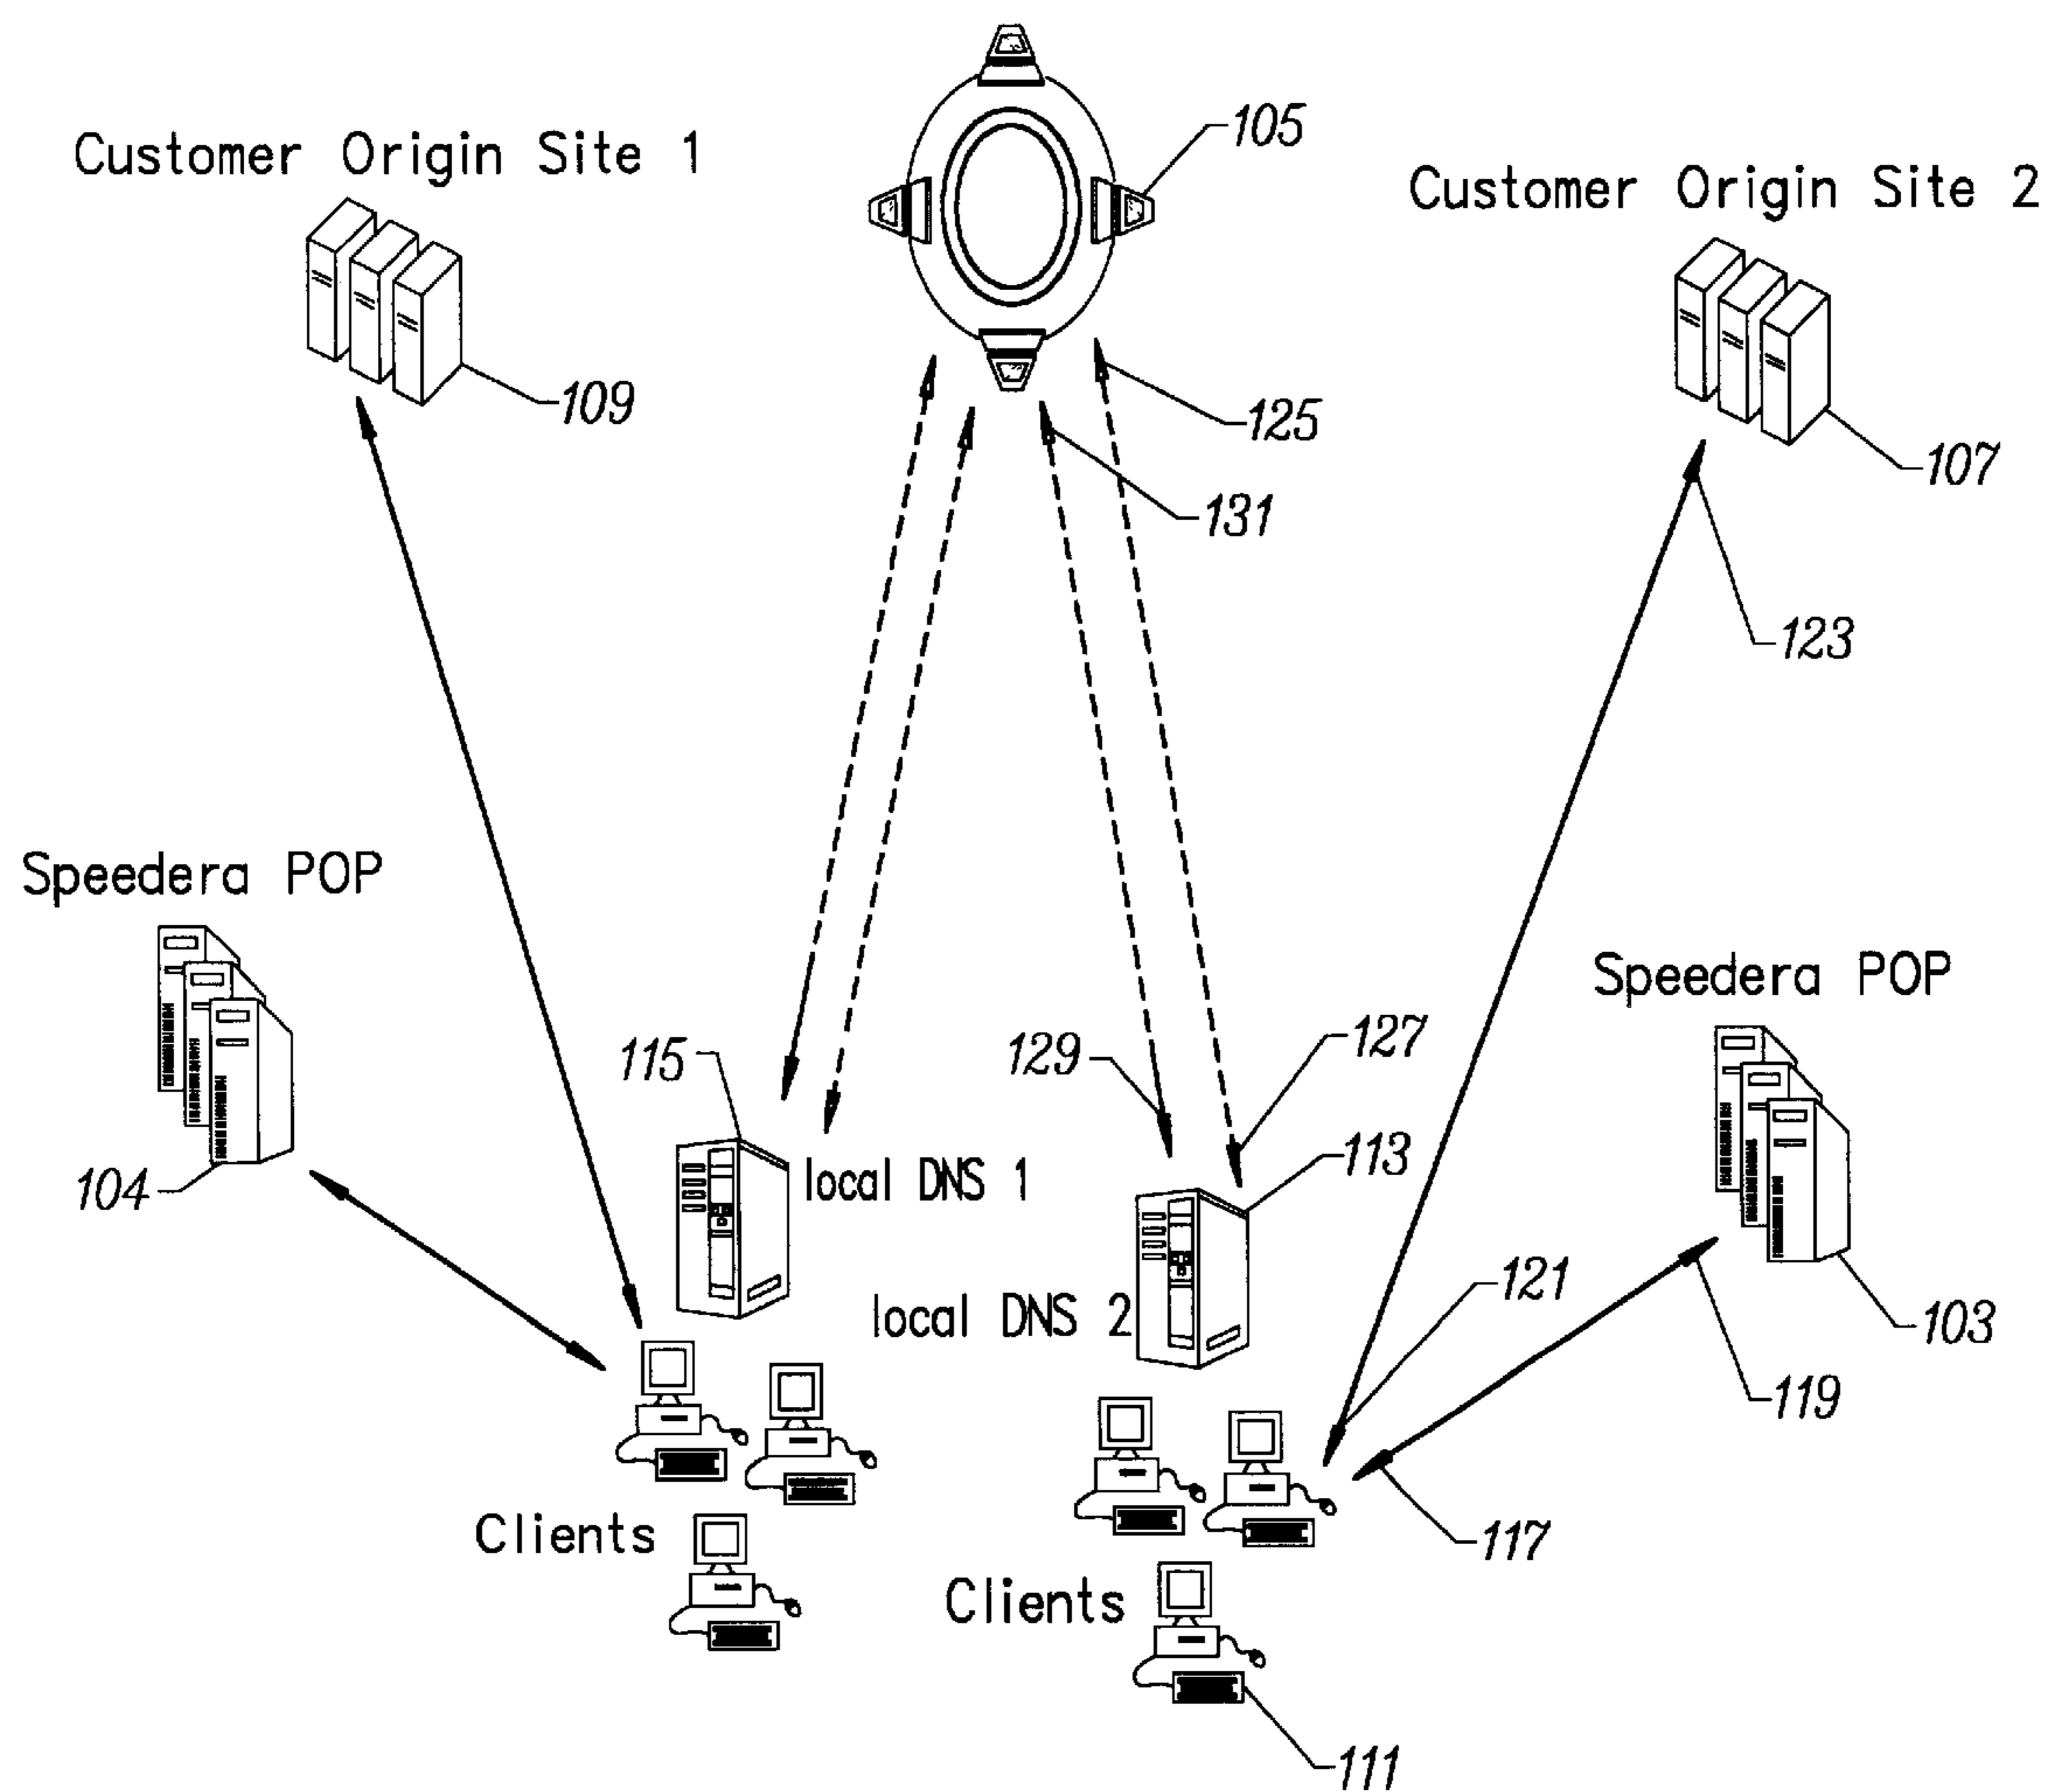 105
Customer Origin Site 1
Customer Origin Site 2
109
125
107
131
123
Speedera POP
Speedera POP
115
129
127
113
104
local DNS 1
121
local DNS 2
103
119
Clients
117
Clients
111